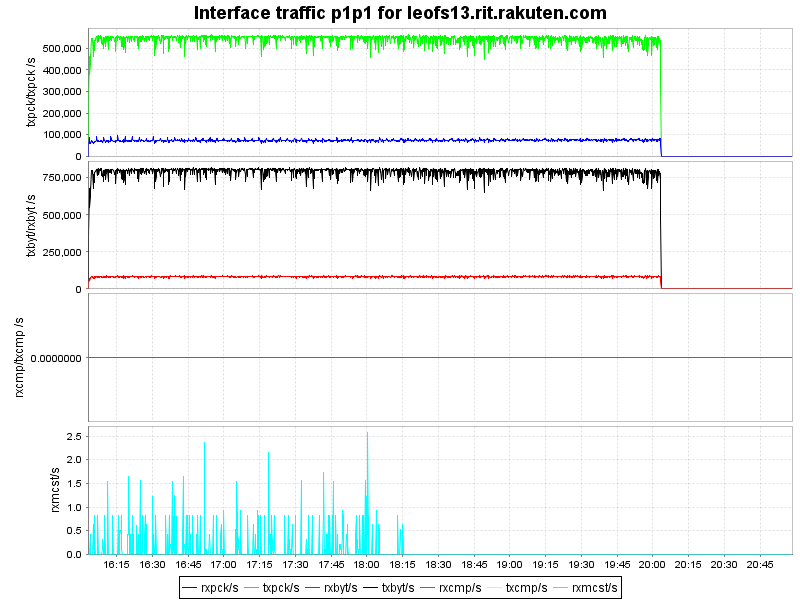 Interface traffic p1p1 for leofs13.rit.rakuten.com
txpck/txpck /s
500,000
400,000
300,000
200,000
100,000
0
txbyt/rxbyt /s
750,000
500,000
250,000
0
rxcmp/txcmp /s
0.0000000
rxmcst/s
2.5
2.0
1.5
1.0
0.5
0.0
16:15 16:30 16:45 17:00 17:15 17:30 17:45 18:00 18:15 18:30 18:45 19:00 19:15 19:30 19:45 20:00 20:15 20:30 20:45
rxpck/s txpck/s rxbyt/s txbyt/s rxcmp/s txcmp/s rxmcst/s